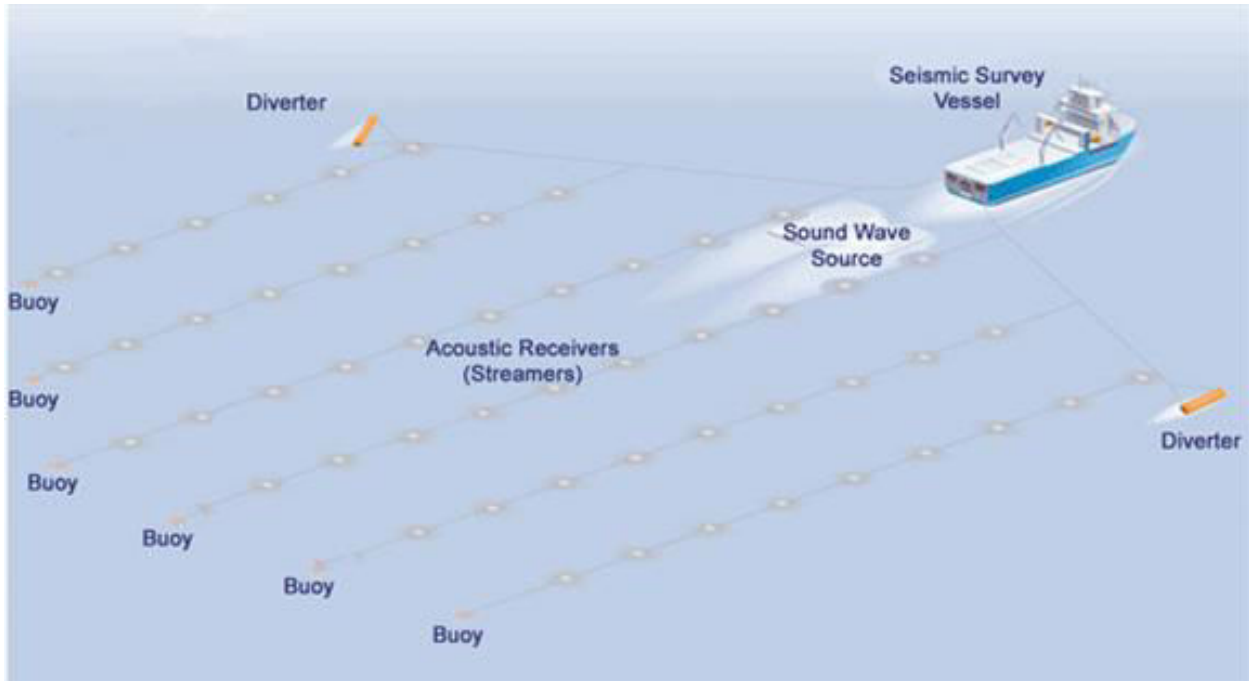 Seismic Survey
Vessel
Diverter
Sound Wave
Source
Buoy
Acoustic Receivers
(Streamers)
Buoy
Diverter
Buoy
Buoy
Buoy
Buoy